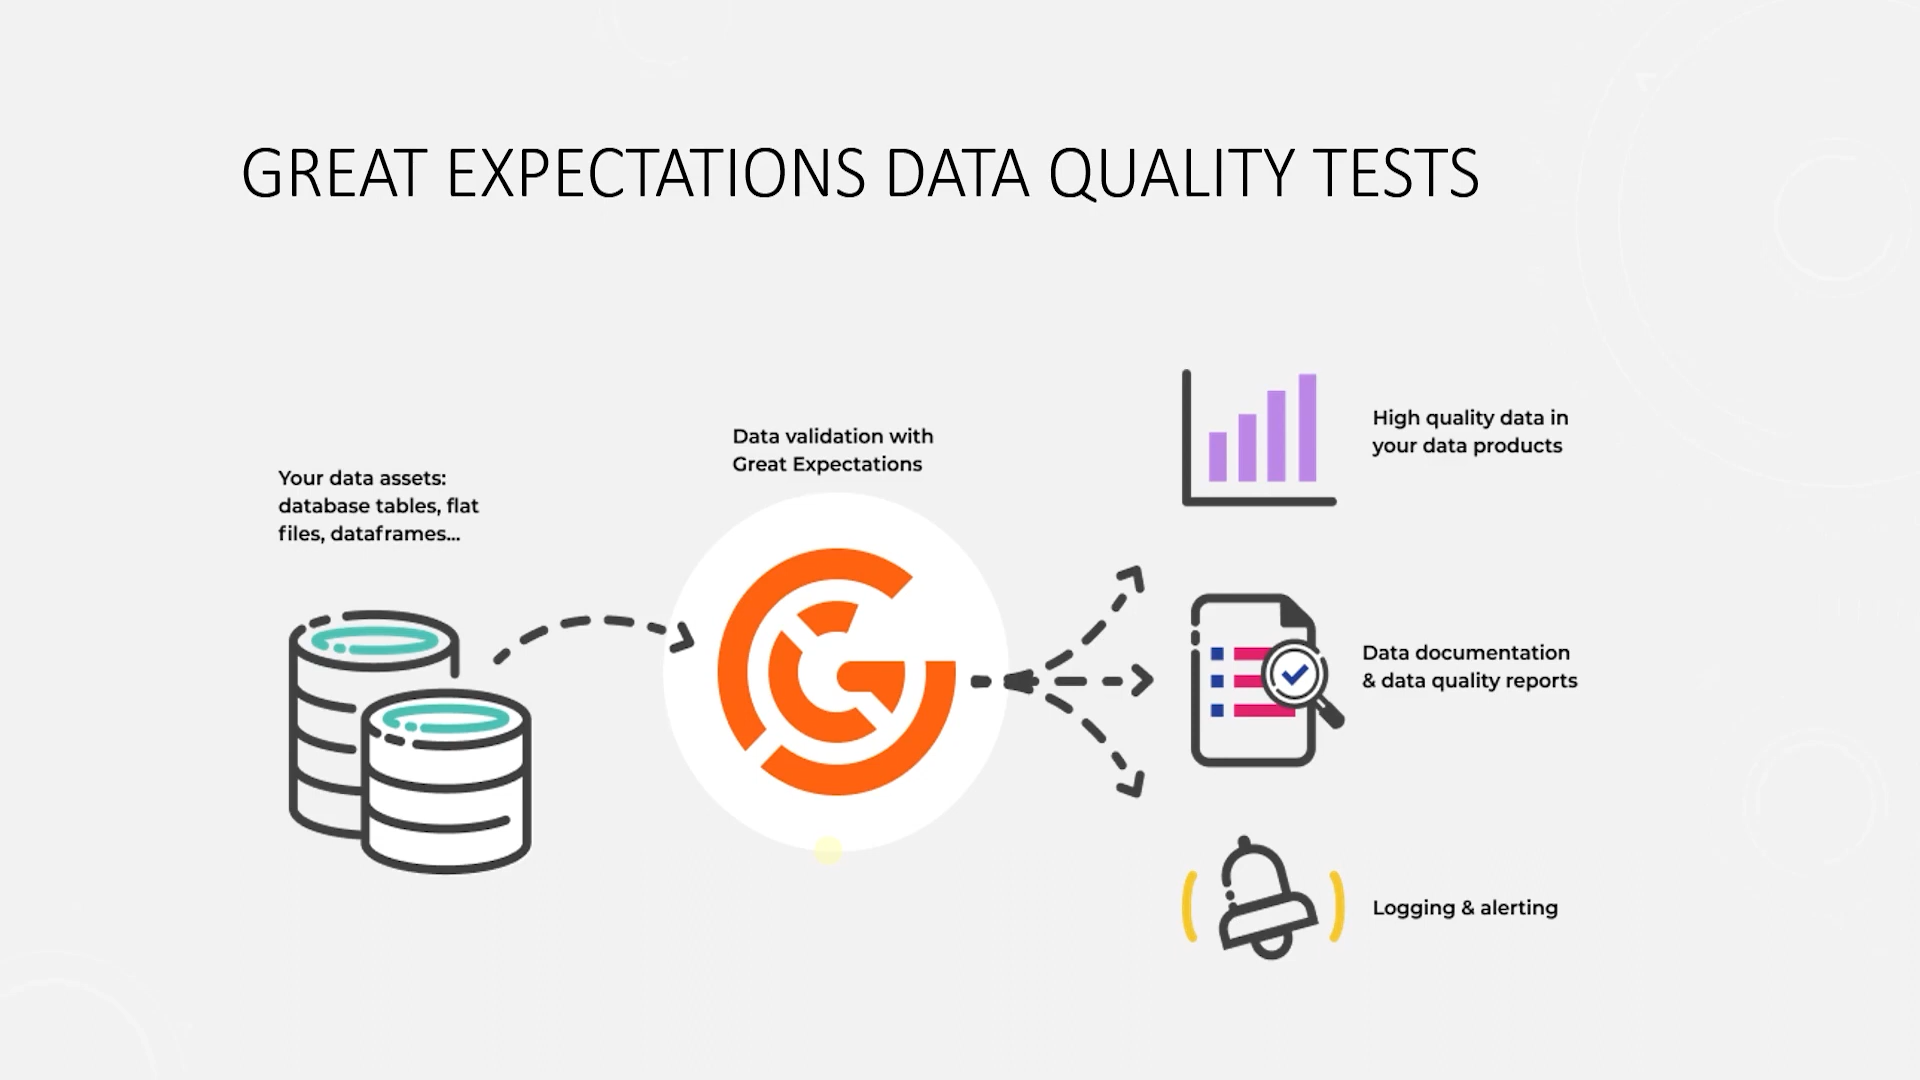 GREAT EXPECTATIONS DATA QUALITY TESTS
Your data assets:
database tables, flat
files, dataframes...
Data validation with
Great Expectations
High quality data in
your data products
Data documentation
& data quality reports
Logging & alerting